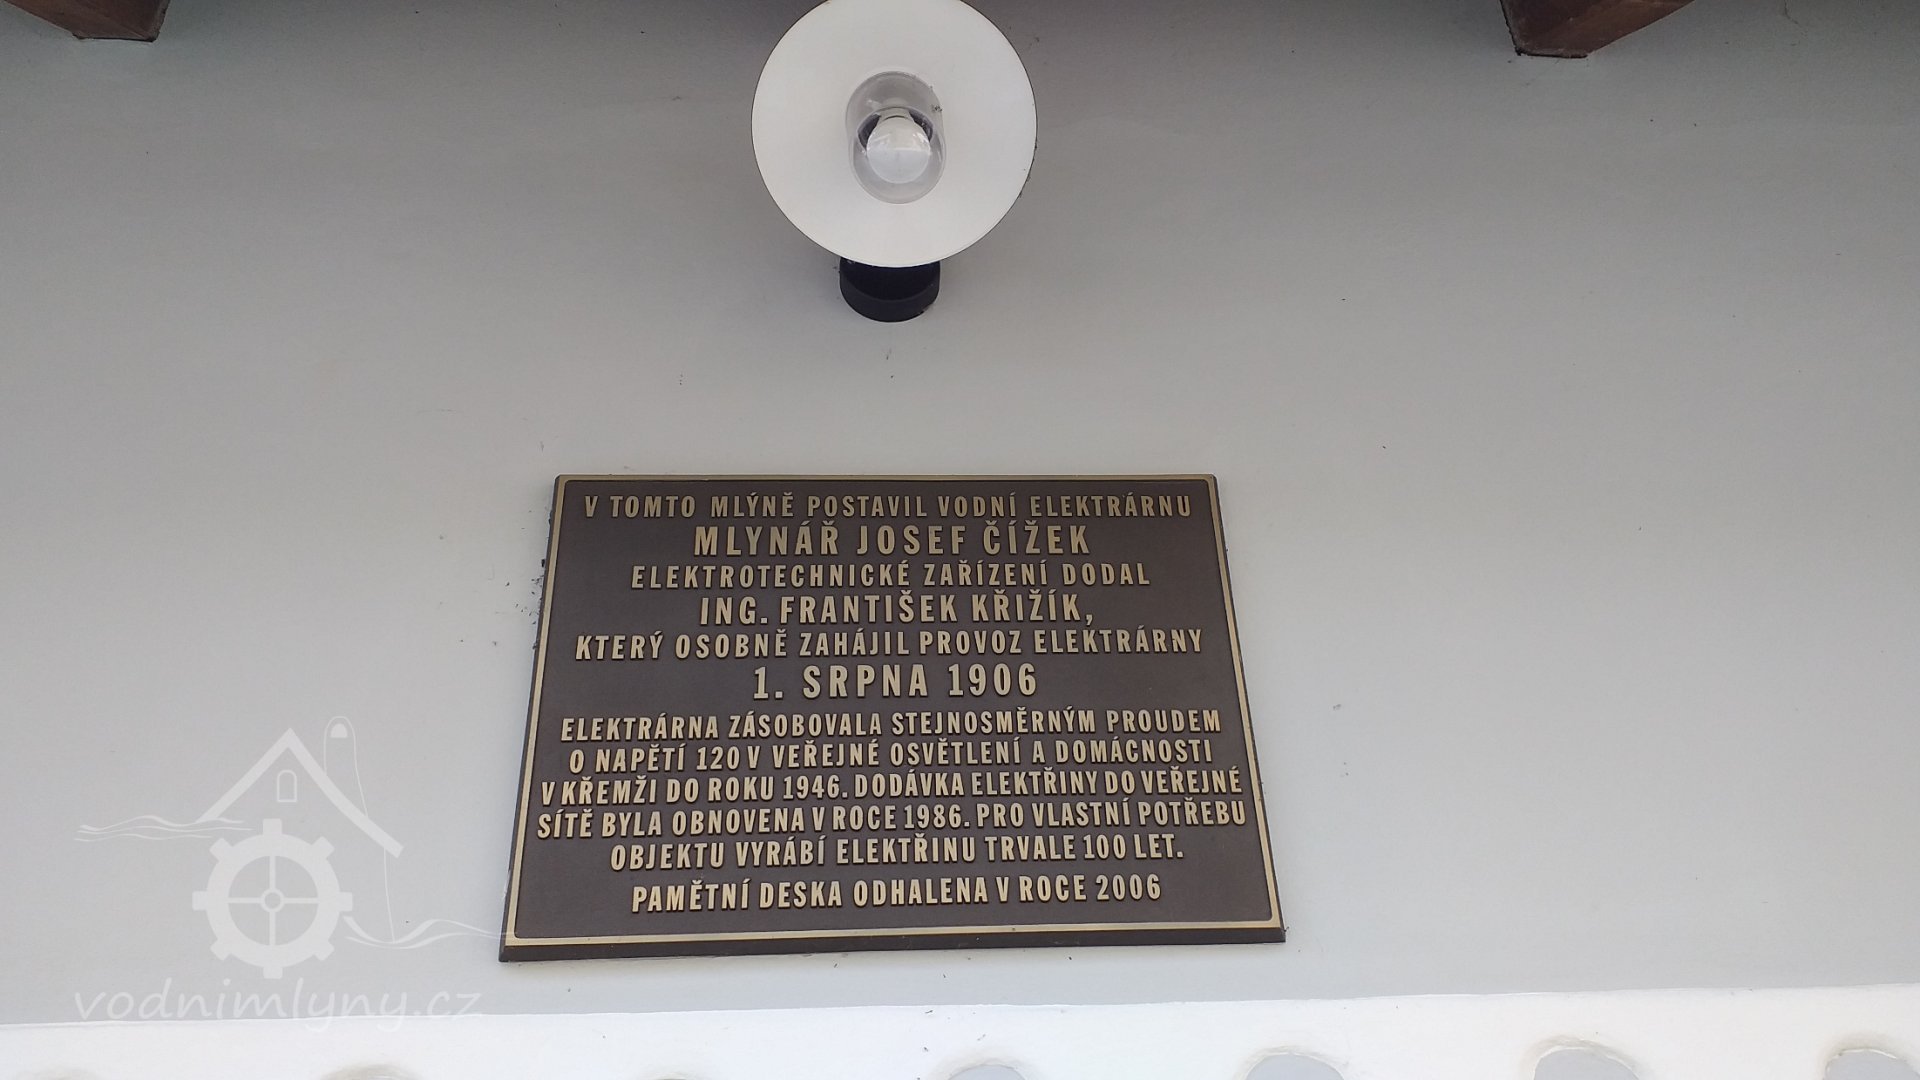 V TOMTO MLÝNĚ POSTAVIL VODNÍ ELEKTRÁRNU
MLYNÁŘ JOSEF ČÍŽEK
ELEKTROTECHNICKÉ ZAŘÍZENÍ DODAL
ING. FRANTIŠEK KŘIŽÍK,
KTERÝ OSOBNĚ ZAHÁJIL PROVOZ ELEKTRÁRNY
1. SRPNA 1906
ELEKTRÁRNA ZÁSOBOVALA STEJNOSMĚRNÝM PROUDEM
O NAPĚTÍ 120 V VEŘEJNÉ OSVĚTLENÍ A DOMÁCNOSTI
V KŘEMŽI DO ROKU 1946. DODÁVKA ELEKTŘINY DO VEŘEJNÉ
SÍTĚ BYLA OBNOVENA V ROCE 1986. PRO VLASTNÍ POTŘEBU
OBJEKTU VYRÁBÍ ELEKTŘINU TRVALE 100 LET.
PAMĚTNÍ DESKA ODHALENA V ROCE 2006
vodnimlyny.cz